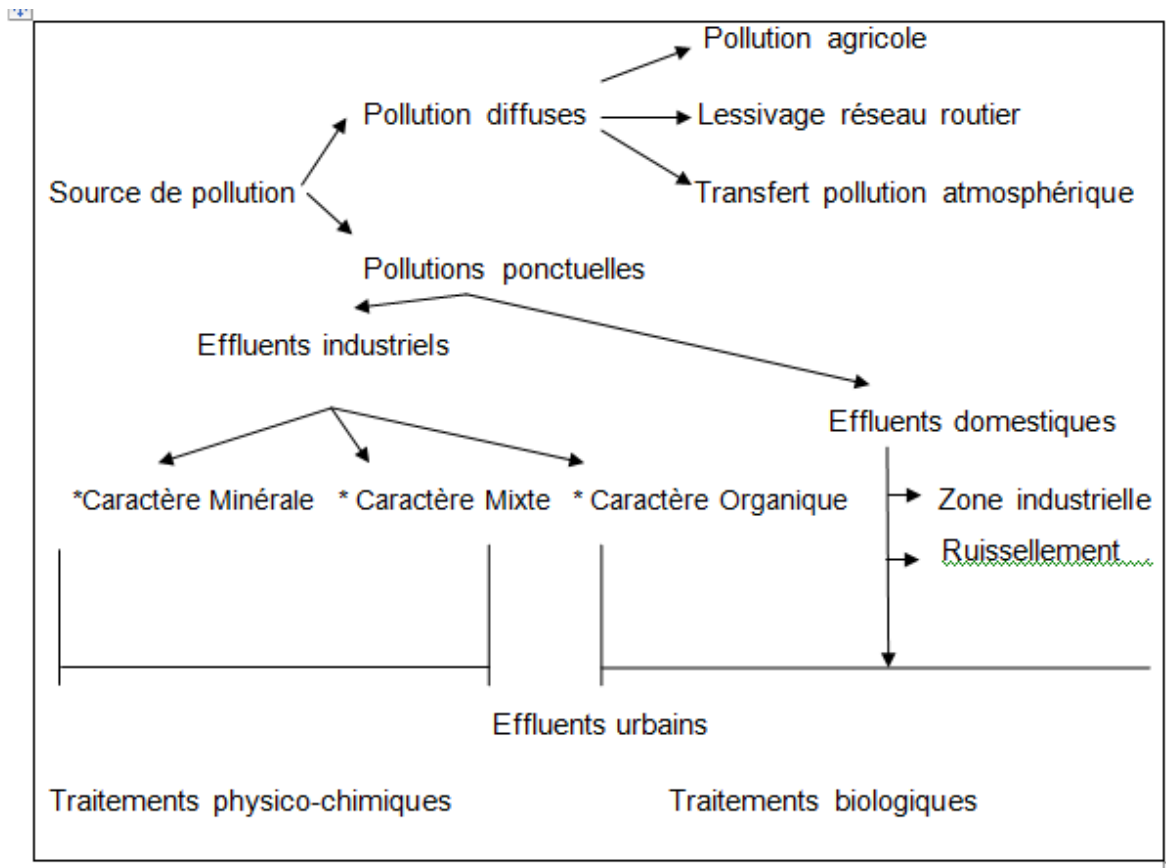 Pollution agricole
Pollution diffuses
Lessivage réseau routier
Source de pollution
Transfert pollution atmosphérique
Pollutions ponctuelles
Effluents industriels
Effluents domestiques
*Caractère Minérale
* Caractère Mixte
* Caractère Organique
Zone industrielle
Ruissellement
Effluents urbains
Traitements physico-chimiques
Traitements biologiques